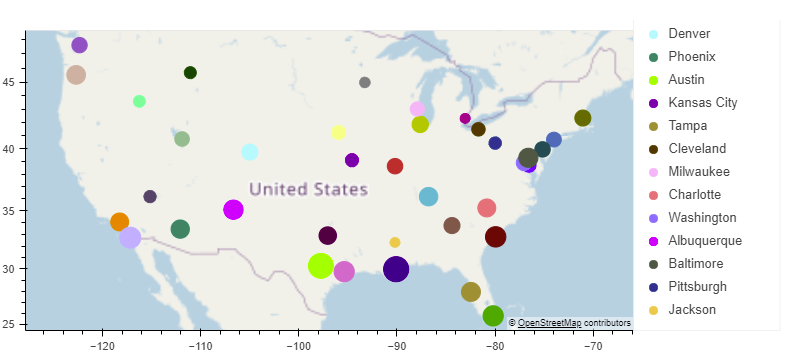 Denver
Phoenix
Austin
Kansas City
Tampa
Cleveland
Milwaukee
Charlotte
Washington
Albuquerque
Baltimore
Pittsburgh
Jackson
45
40
35
30
25
United States
© OpenStreetMap contributors
−120 −110 −100 −90 −80 −70